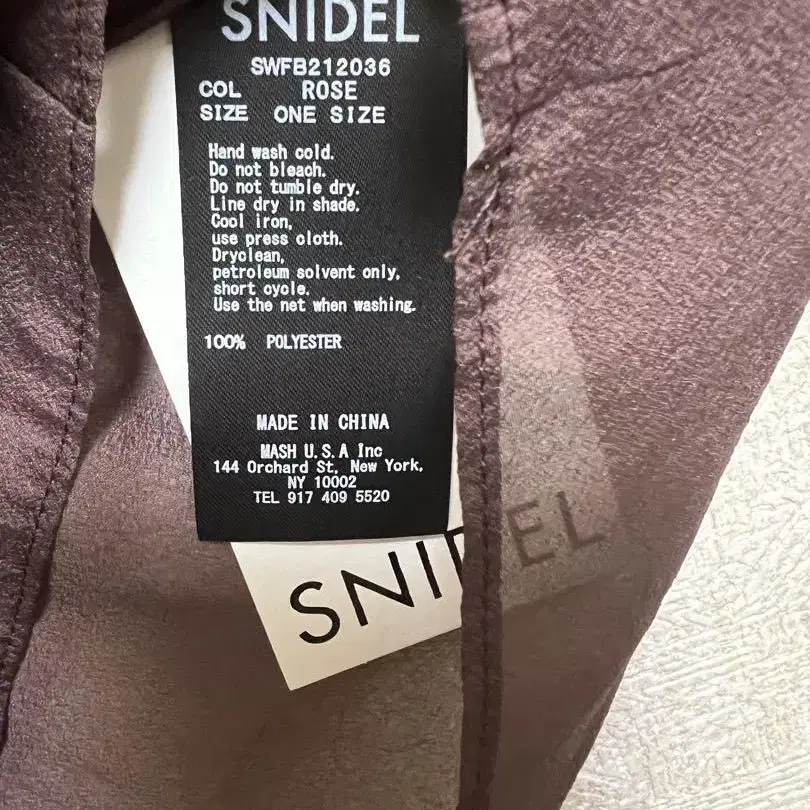 SNIDEL
SWFB212036
COL ROSE
SIZE ONE SIZE
Hand wash cold.
Do not bleach.
Do not tumble dry.
Line dry in shade.
Cool iron,
use press cloth.
Dryclean,
petroleum solvent only,
short cycle.
Use the net when washing.
100% POLYESTER
MADE IN CHINA
MASH U.S.A Inc
144 Orchard St, New York,
NY 10002
TEL 917 409 5520
SNIDEL